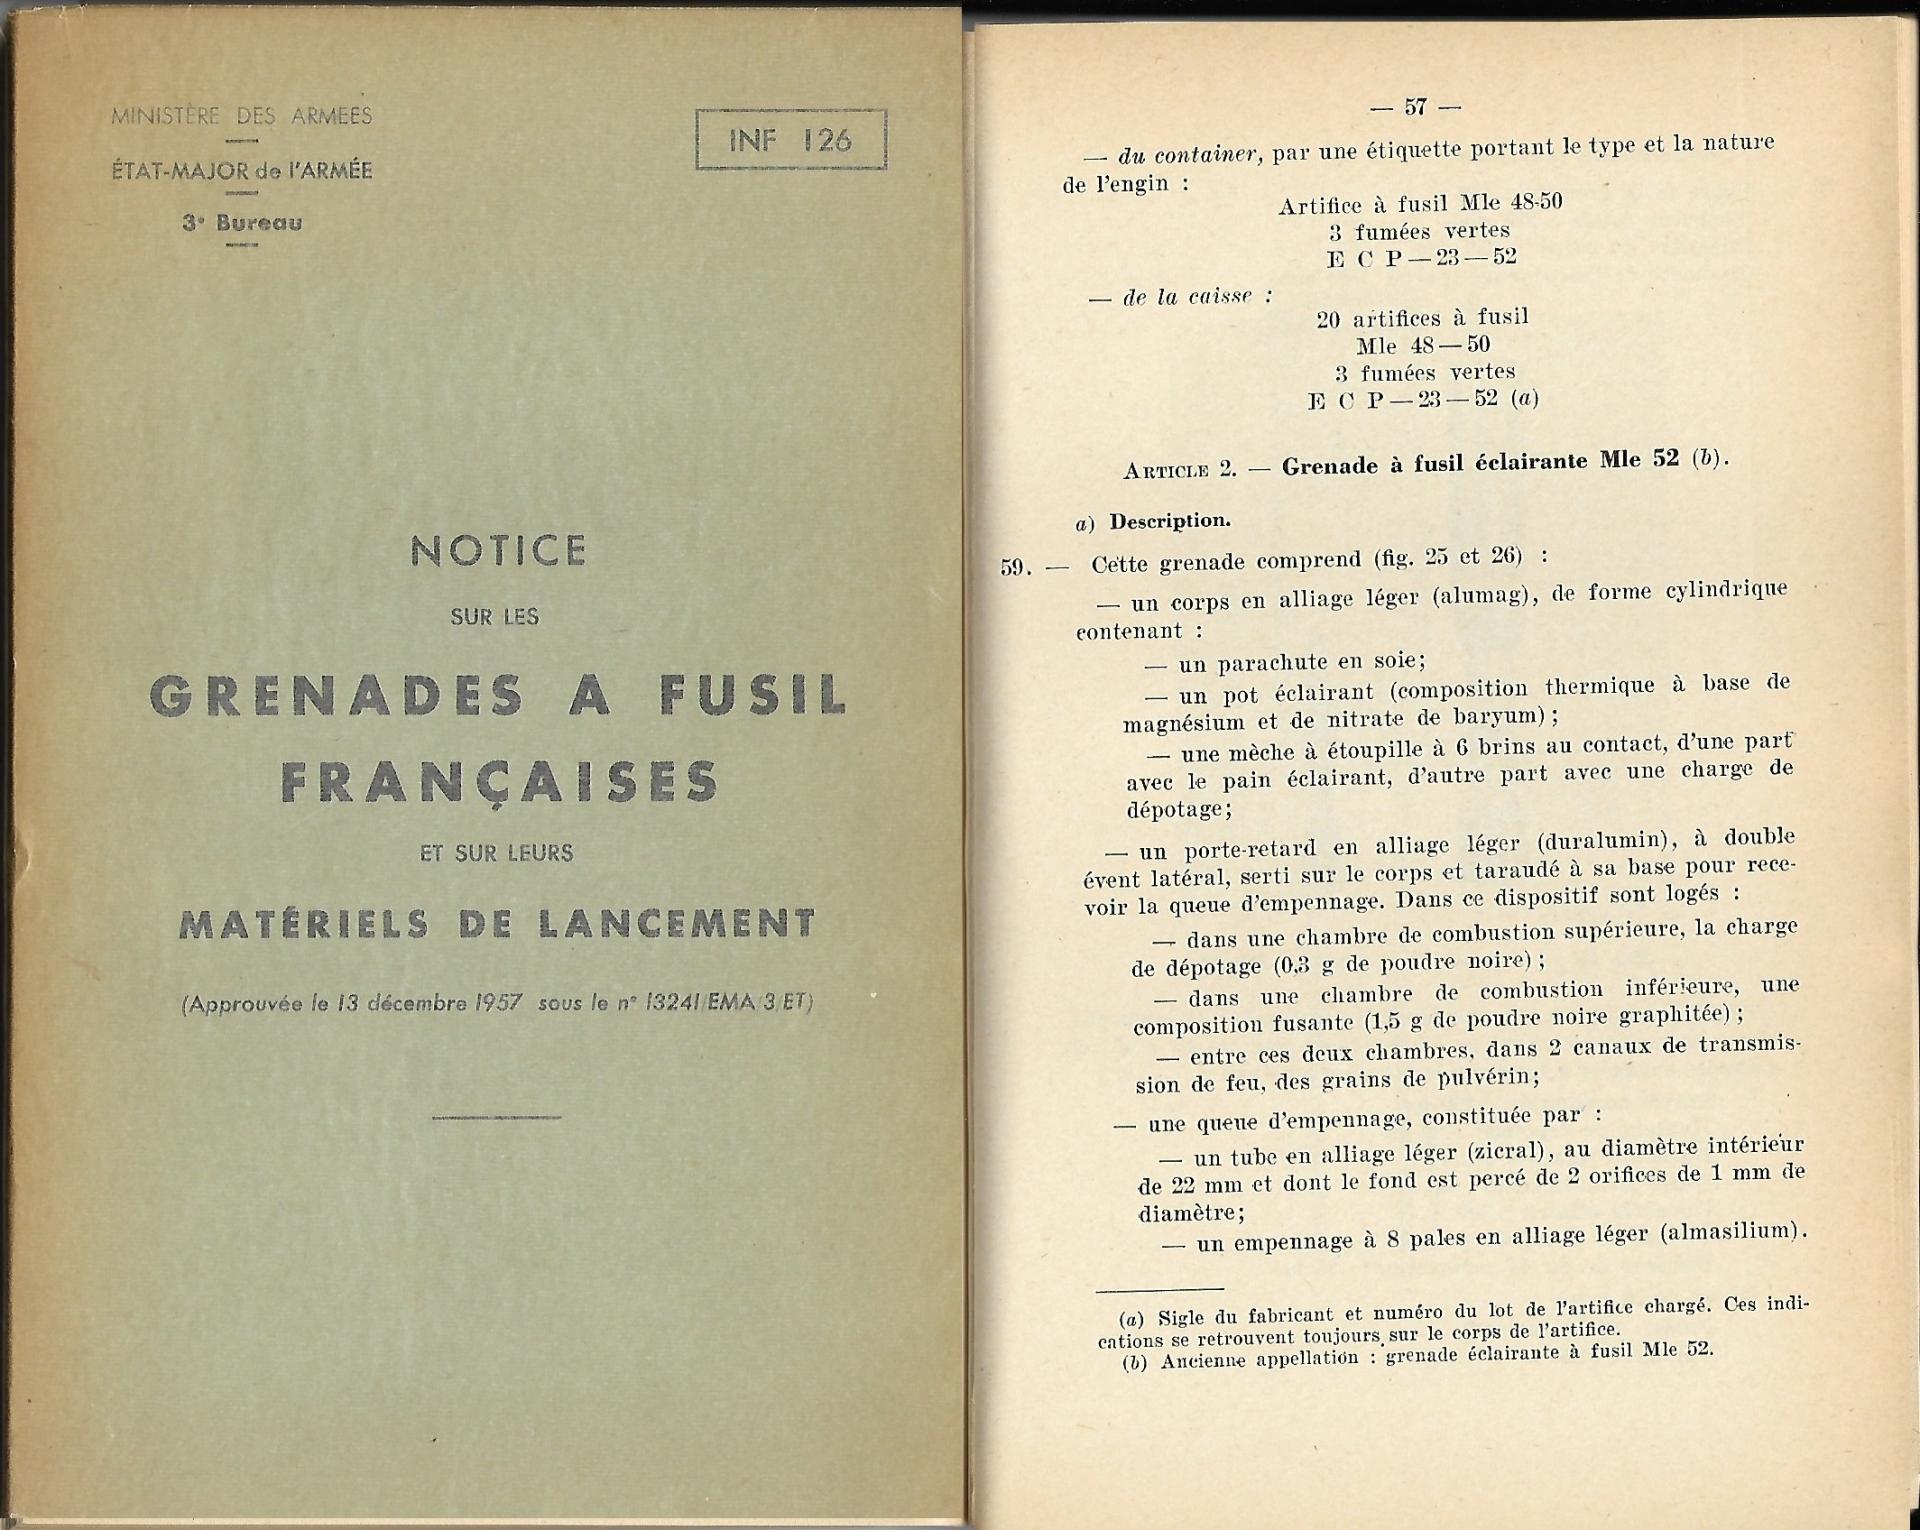 MINISTÈRE DES ARMEES
ÉTAT-MAJOR de l'ARMÉE
3e Bureau
INF 126
NOTICE
SUR LES
GRENADES A FUSIL
FRANÇAISES
ET SUR LEURS
MATÉRIELS DE LANCEMENT
(Approuvée le 13 décembre 1957 sous le n° 13241/EMA/3/ET)
— 57 —
— du container, par une étiquette portant le type et la nature
de l'engin :
Artifice à fusil Mle 48-50
3 fumées vertes
E C P — 23 — 52
— de la caisse :
20 artifices à fusil
Mle 48 — 50
3 fumées vertes
E C P — 23 — 52 (a)
ARTICLE 2. — Grenade à fusil éclairante Mle 52 (b).
a) Description.
59. — Cette grenade comprend (fig. 25 et 26) :
— un corps en alliage léger (alumag), de forme cylindrique
contenant :
— un parachute en soie;
— un pot éclairant (composition thermique à base de
magnésium et de nitrate de baryum) ;
— une mèche à étoupille à 6 brins au contact, d'une part
avec le pain éclairant, d'autre part avec une charge de
dépotage;
— un porte-retard en alliage léger (duralumin), à double
évent latéral, serti sur le corps et taraudé à sa base pour rece-
voir la queue d'empennage. Dans ce dispositif sont logés :
— dans une chambre de combustion supérieure, la charge
de dépotage (0,3 g de poudre noire) ;
— dans une chambre de combustion inférieure, une
composition fusante (1,5 g de poudre noire graphitée) ;
— entre ces deux chambres, dans 2 canaux de transmis-
sion de feu, des grains de pulvérin;
— une queue d'empennage, constituée par :
— un tube en alliage léger (zicral), au diamètre intérieur
de 22 mm et dont le fond est percé de 2 orifices de 1 mm de
diamètre;
— un empennage à 8 pales en alliage léger (almasilium).
(a) Sigle du fabricant et numéro du lot de l'artifice chargé. Ces indi-
cations se retrouvent toujours sur le corps de l'artifice.
(b) Ancienne appellation : grenade éclairante à fusil Mle 52.